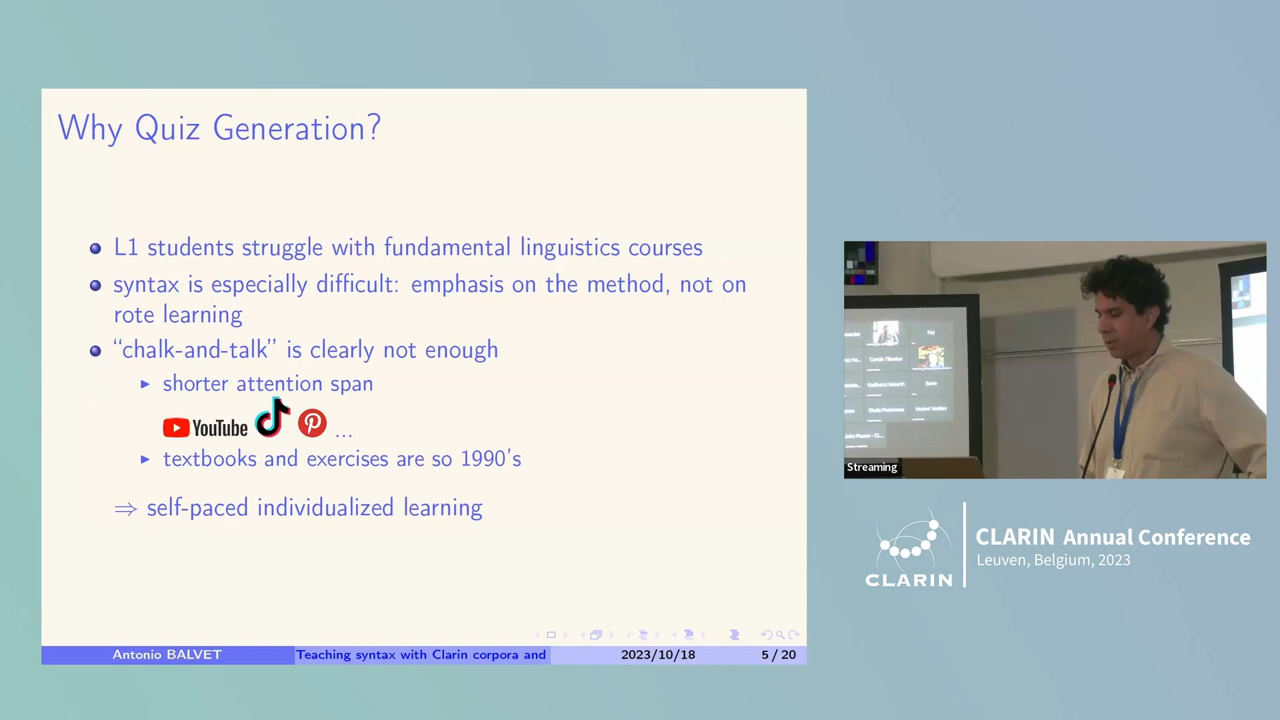 Why Quiz Generation?
L1 students struggle with fundamental linguistics courses
syntax is especially difficult: emphasis on the method, not on
rote learning
“chalk-and-talk” is clearly not enough
shorter attention span
YouTube ...
textbooks and exercises are so 1990's
⇒ self-paced individualized learning
Antonio BALVET Teaching syntax with Clarin corpora and 2023/10/18 5 / 20
Streaming
CLARIN
CLARIN Annual Conference
Leuven, Belgium, 2023